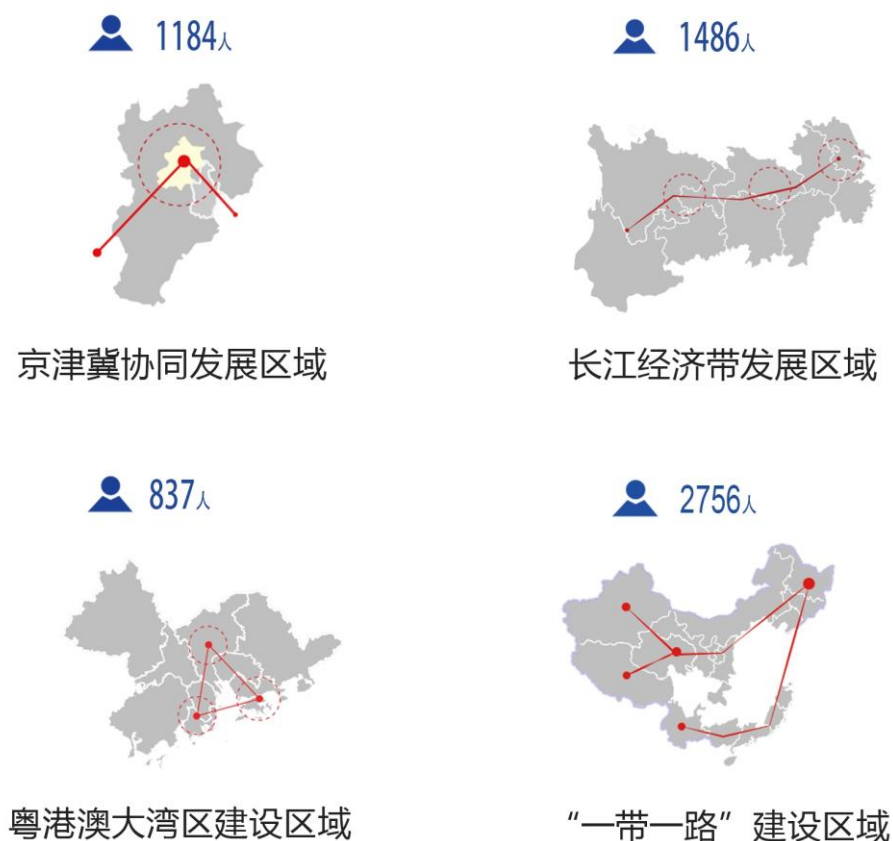 1184人
1486人
京津冀协同发展区域
长江经济带发展区域
837人
2756人
粤港澳大湾区建设区域
“一带一路”建设区域